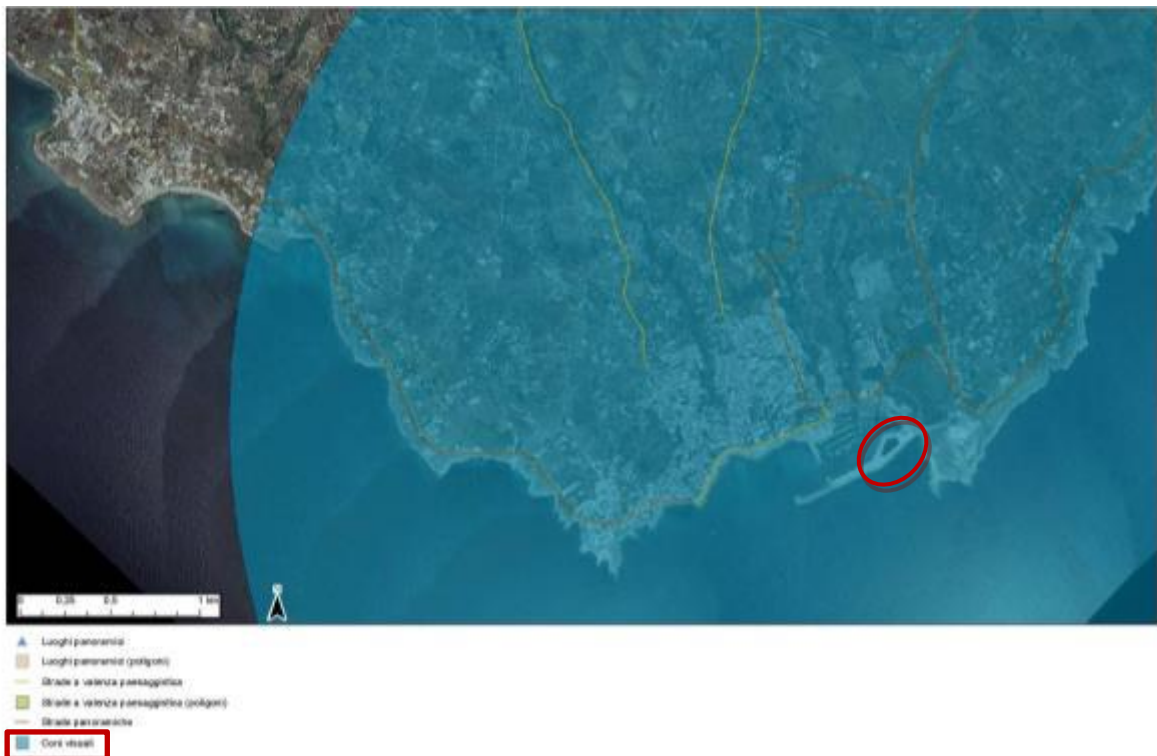 N
0 0,25 0,5 1 km
Luoghi panoramici
Luoghi panoramici (poligoni)
Strade a valenza paesaggistica
Strade a valenza paesaggistica (poligoni)
Strade panoramiche
Coni visuali